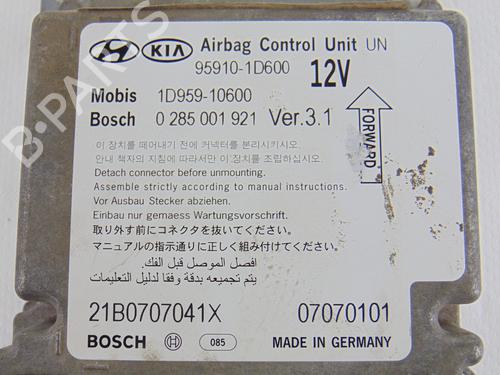 HYUNDAI KIA Airbag Control Unit UN
95910-1D600 12V
Mobis 1D959-10600
Bosch 0 285 001 921 Ver.3.1
FORWARD
이 장치를 떼어내기 전에 커넥터를 분리시키시오.
안내 책자의 지침에 따라서만 이 장치를 조립하십시오.
Detach connector before unmounting.
Assemble strictly according to manual instructions.
Vor Ausbau Stecker abziehen.
Einbau nur gemaess Wartungsvorschrift.
取り外す前にコネクタを抜いてください。
マニュアルの指示通りに正しく組み付けてください。
افصل الموصل قبل الفك.
يتم تجميعه بدقة وفقا لدليل التعليمات
21B0707041X 07070101
BOSCH 085 MADE IN GERMANY
B-PARTS